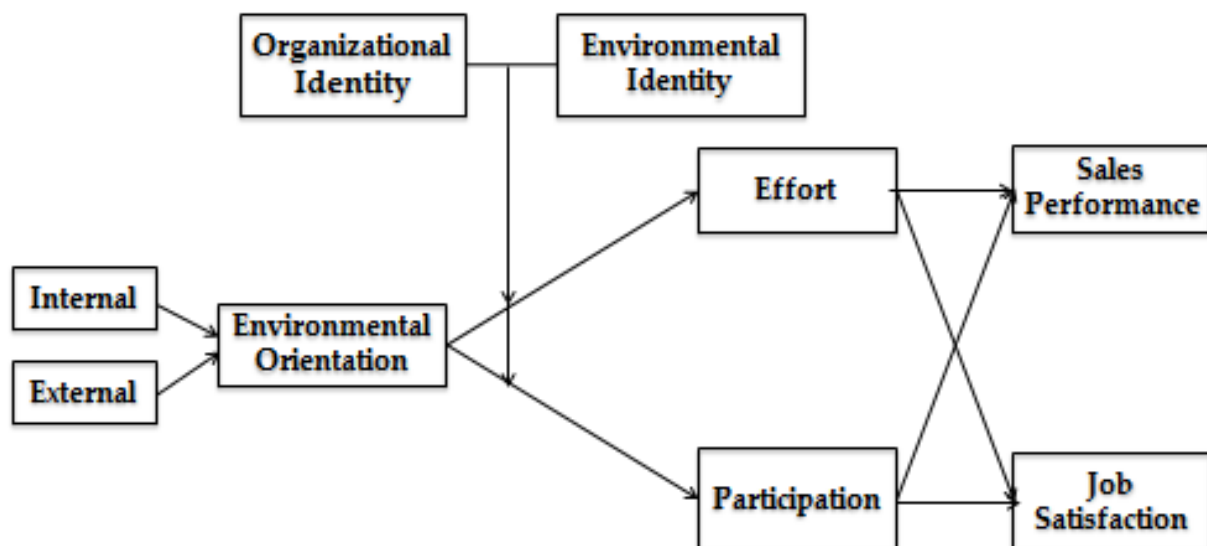 Organizational
Identity
Environmental
Identity
Effort
Sales
Performance
Internal
Environmental
Orientation
External
Participation
Job
Satisfaction